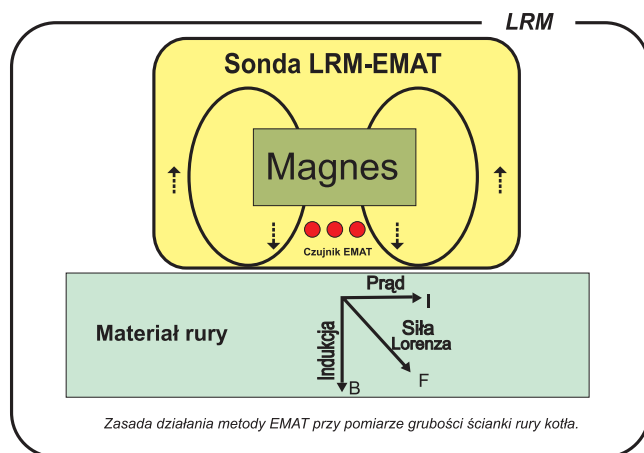 LRM
Sonda LRM-EMAT
Magnes
Czujnik EMAT
Prąd
I
Materiał rury
Indukcja
Siła
Lorenza
B
F
Zasada działania metody EMAT przy pomiarze grubości ścianki rury kotła.